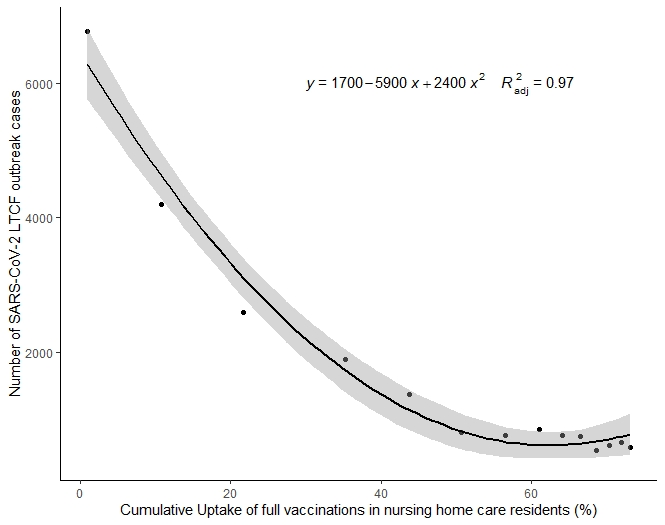 y = 1700−5900 x + 2400 x² R²adj = 0.97
6000
4000
2000
Number of SARS-CoV-2 LTCF outbreak cases
0 20 40 60
Cumulative Uptake of full vaccinations in nursing home care residents (%)